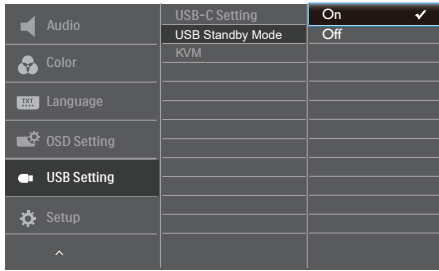 Audio
Color
TXT
Language
OSD Setting
USB Setting
Setup
USB-C Setting
USB Standby Mode
KVM
On
Off